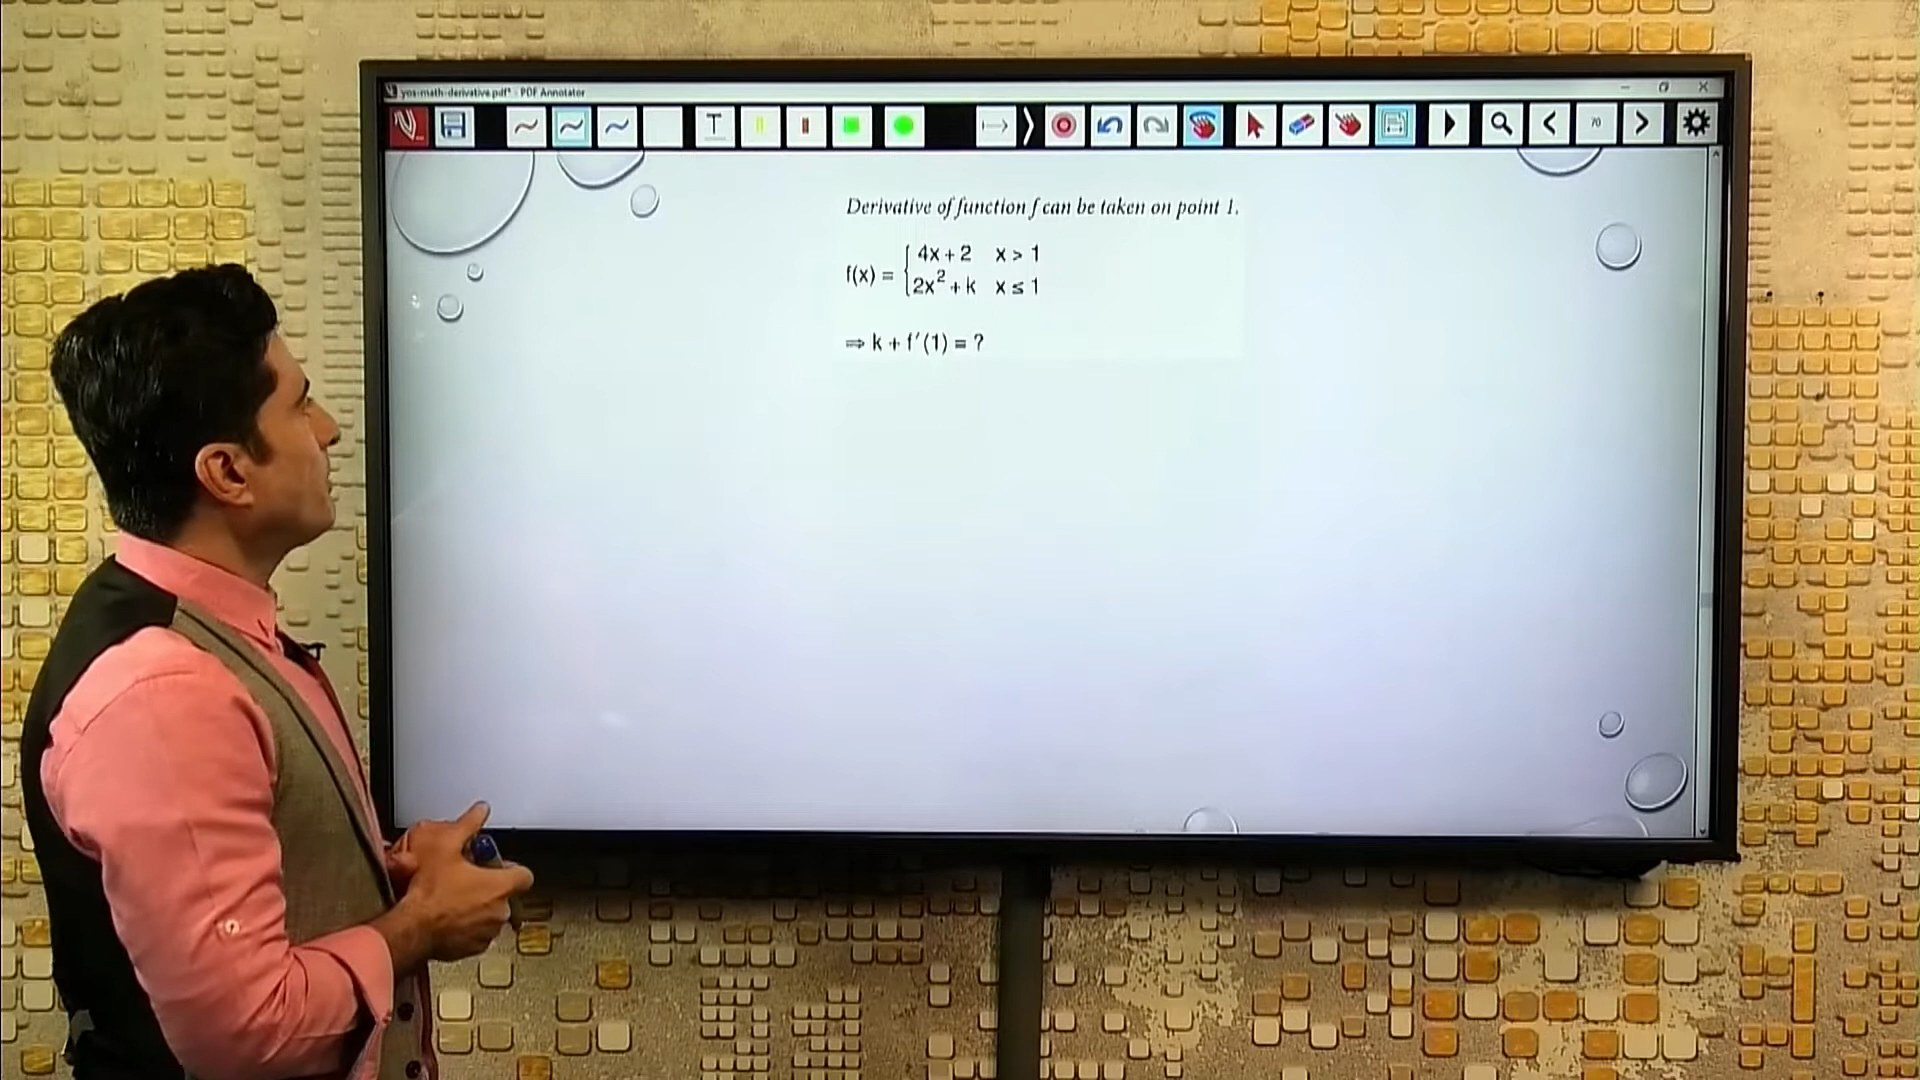 yos-math-derivative.pdf* - PDF Annotator
T
70
Derivative of function f can be taken on point 1.
f(x) = { 4x + 2 x > 1
2x² + k x ≤ 1
⇒ k + f′(1) = ?